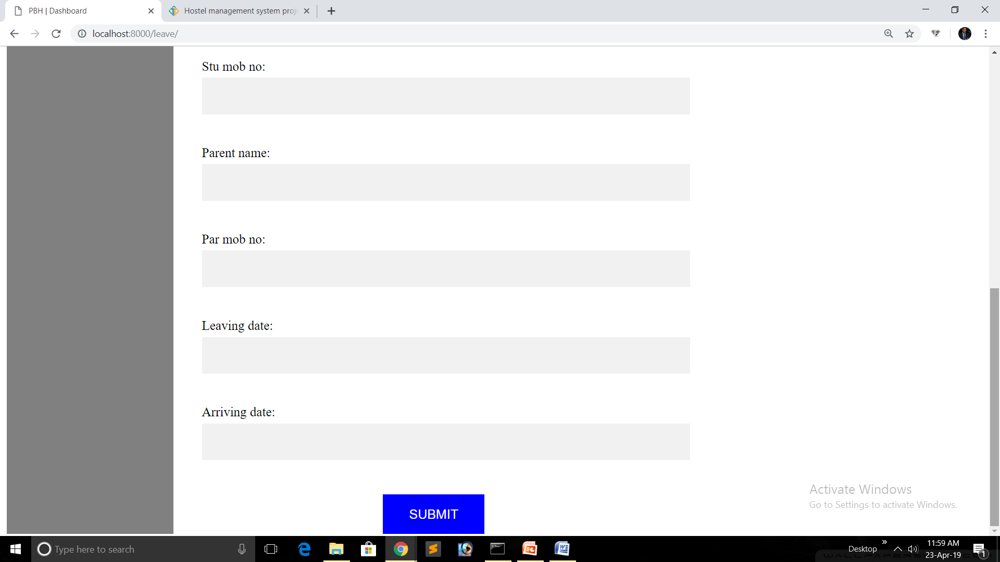 PBH | Dashboard
Hostel management system proj
localhost:8000/leave/
Stu mob no:
Parent name:
Par mob no:
Leaving date:
Arriving date:
SUBMIT
Activate Windows
Go to Settings to activate Windows.
Type here to search
Desktop
11:59 AM
23-Apr-19
1